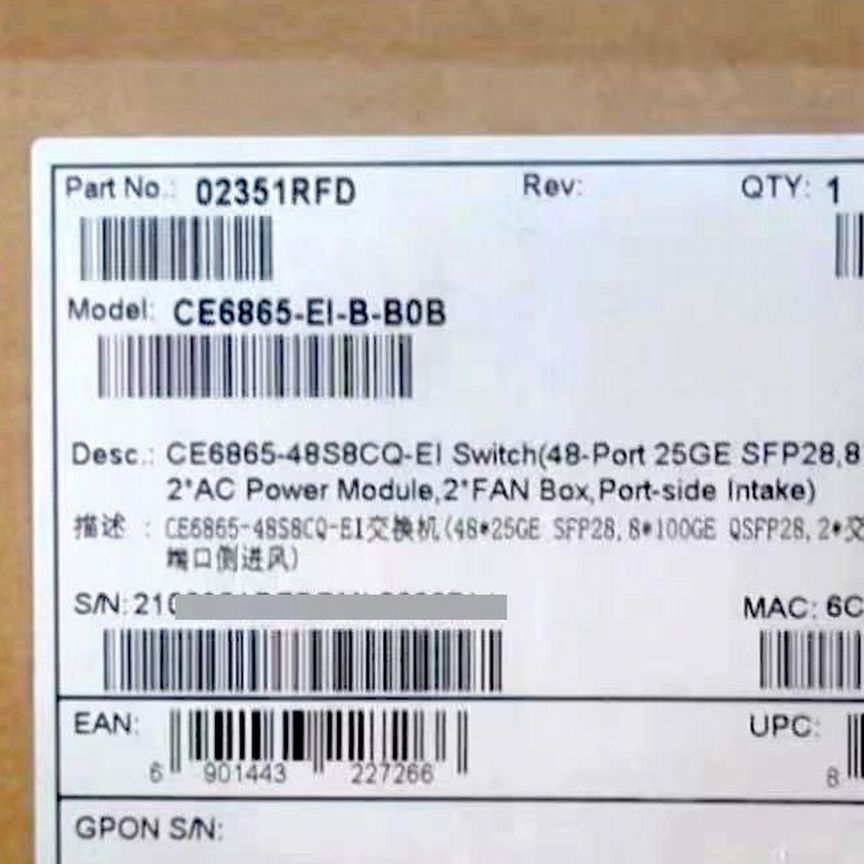 Part No.: 02351RFD Rev: QTY: 1
Model: CE6865-EI-B-B0B
Desc.: CE6865-48S8CQ-EI Switch(48-Port 25GE SFP28,8
2*AC Power Module,2*FAN Box,Port-side Intake)
描述 : CE6865-48S8CQ-EI交换机(48*25GE SFP28,8*100GE QSFP28,2*交
端口侧进风)
S/N: 210 MAC: 6C
EAN: UPC:
6 901443 227266 8
GPON S/N: